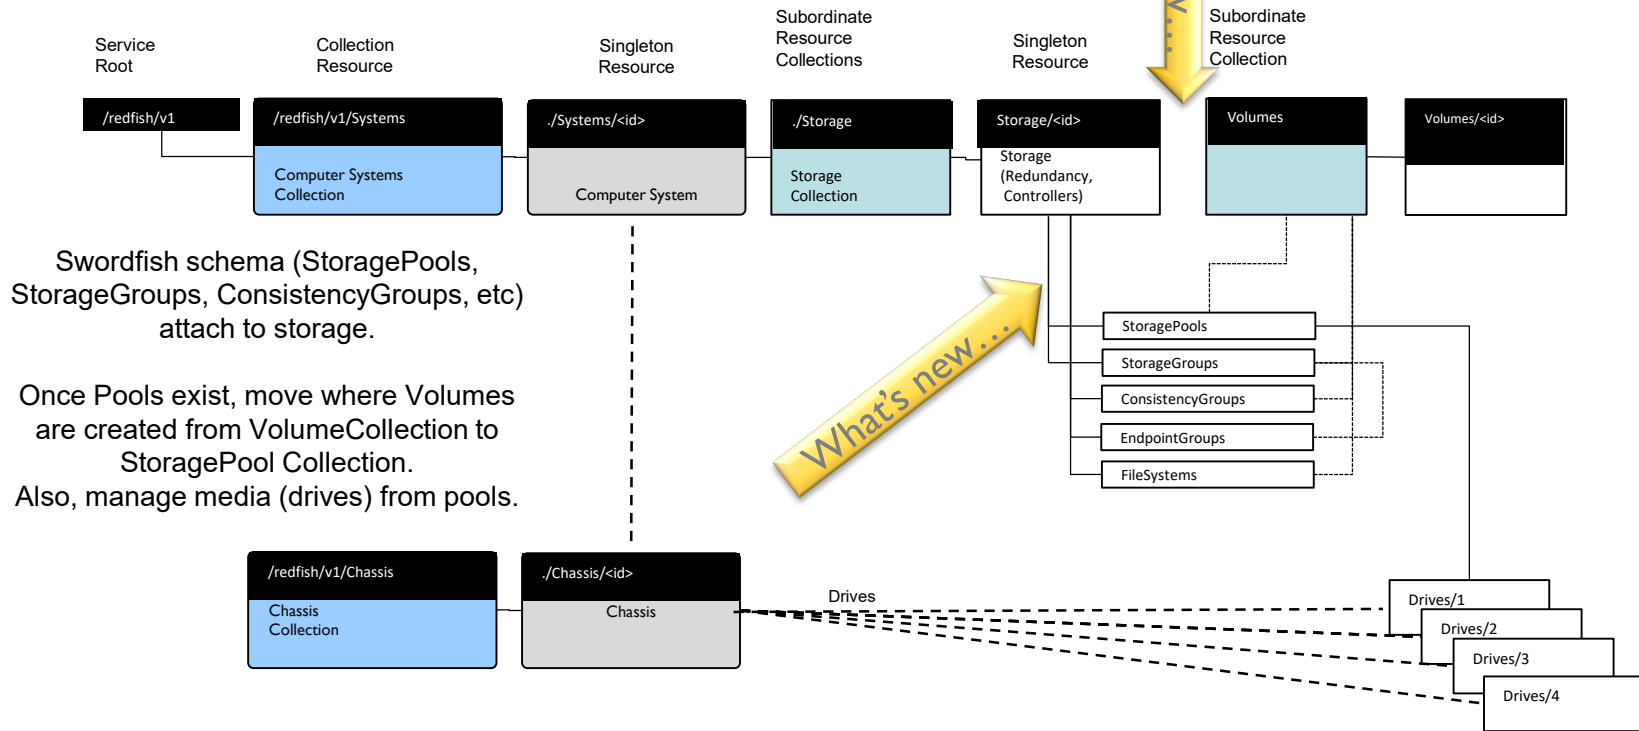 Service
Root
Collection
Resource
Singleton
Resource
Subordinate
Resource
Collections
Singleton
Resource
Subordinate
Resource
Collection
/redfish/v1
/redfish/v1/Systems
Computer Systems
Collection
./Systems/<id>
Computer System
./Storage
Storage
Collection
Storage/<id>
Storage
(Redundancy,
Controllers)
Volumes
Volumes/<id>
Swordfish schema (StoragePools,
StorageGroups, ConsistencyGroups, etc)
attach to storage.
Once Pools exist, move where Volumes
are created from VolumeCollection to
StoragePool Collection.
Also, manage media (drives) from pools.
What's new...
StoragePools
StorageGroups
ConsistencyGroups
EndpointGroups
FileSystems
/redfish/v1/Chassis
Chassis
Collection
./Chassis/<id>
Chassis
Drives
Drives/1
Drives/2
Drives/3
Drives/4